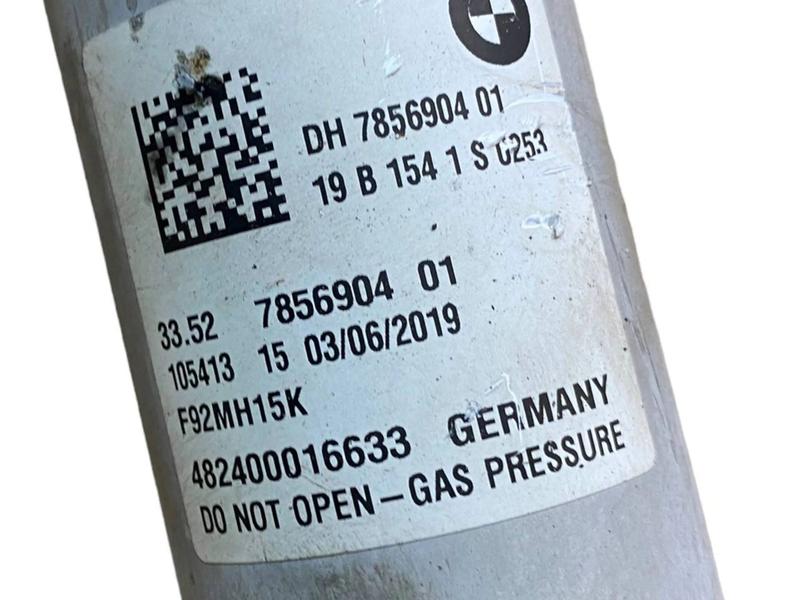 DH 7856904 01
19 B 154 1 S 0253
33.52 7856904 01
105413 15 03/06/2019
F92MH15K
482400016633 GERMANY
DO NOT OPEN – GAS PRESSURE